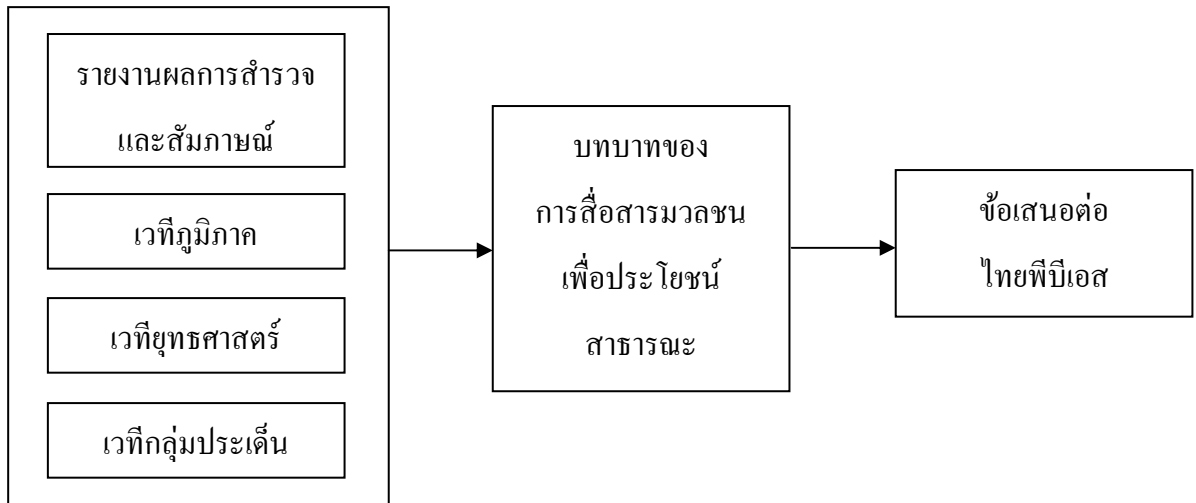 รายงานผลการสำรวจ
และสัมภาษณ์
เวทีภูมิภาค
เวทียุทธศาสตร์
เวทีกลุ่มประเด็น
บทบาทของ
การสื่อสารมวลชน
เพื่อประโยชน์
สาธารณะ
ข้อเสนอต่อ
ไทยพีบีเอส